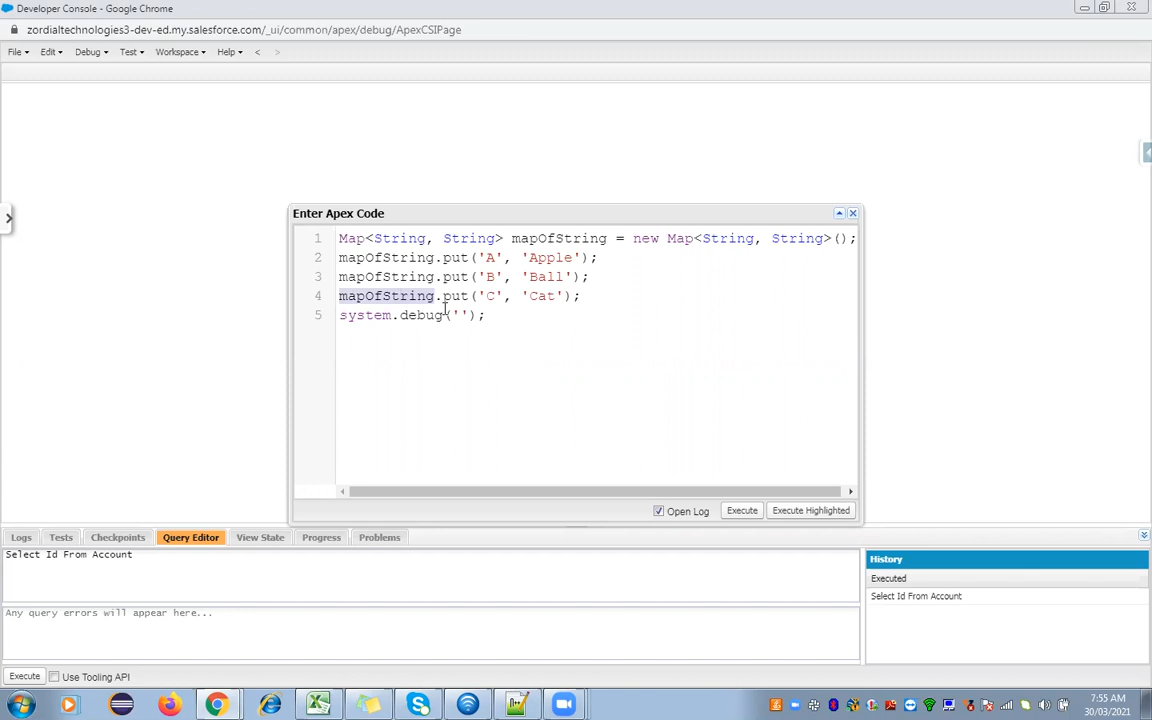 Developer Console - Google Chrome
zordialtechnologies3-dev-ed.my.salesforce.com/_ui/common/apex/debug/ApexCSIPage
File Edit Debug Test Workspace Help < >
Enter Apex Code
1 Map<String, String> mapOfString = new Map<String, String>();
2 mapOfString.put('A', 'Apple');
3 mapOfString.put('B', 'Ball');
4 mapOfString.put('C', 'Cat');
5 system.debug('');
Open Log Execute Execute Highlighted
Logs Tests Checkpoints Query Editor View State Progress Problems
Select Id From Account
History
Executed
Select Id From Account
Any query errors will appear here...
Execute Use Tooling API
7:55 AM
30/03/2021